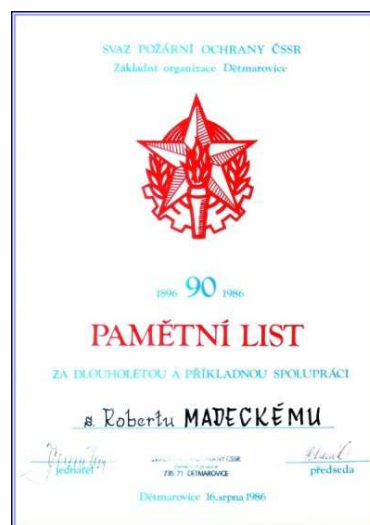 SVAZ POŽÁRNÍ OCHRANY ČSSR
Základní organizace Dětmarovice
1896 90 1986
PAMĚTNÍ LIST
ZA DLOUHOLETOU A PŘÍKLADNOU SPOLUPRÁCI
s. Robertu MADECKÉMU
jednatel
735 71 DĚTMAROVICE
předseda
Dětmarovice 16. srpna 1986